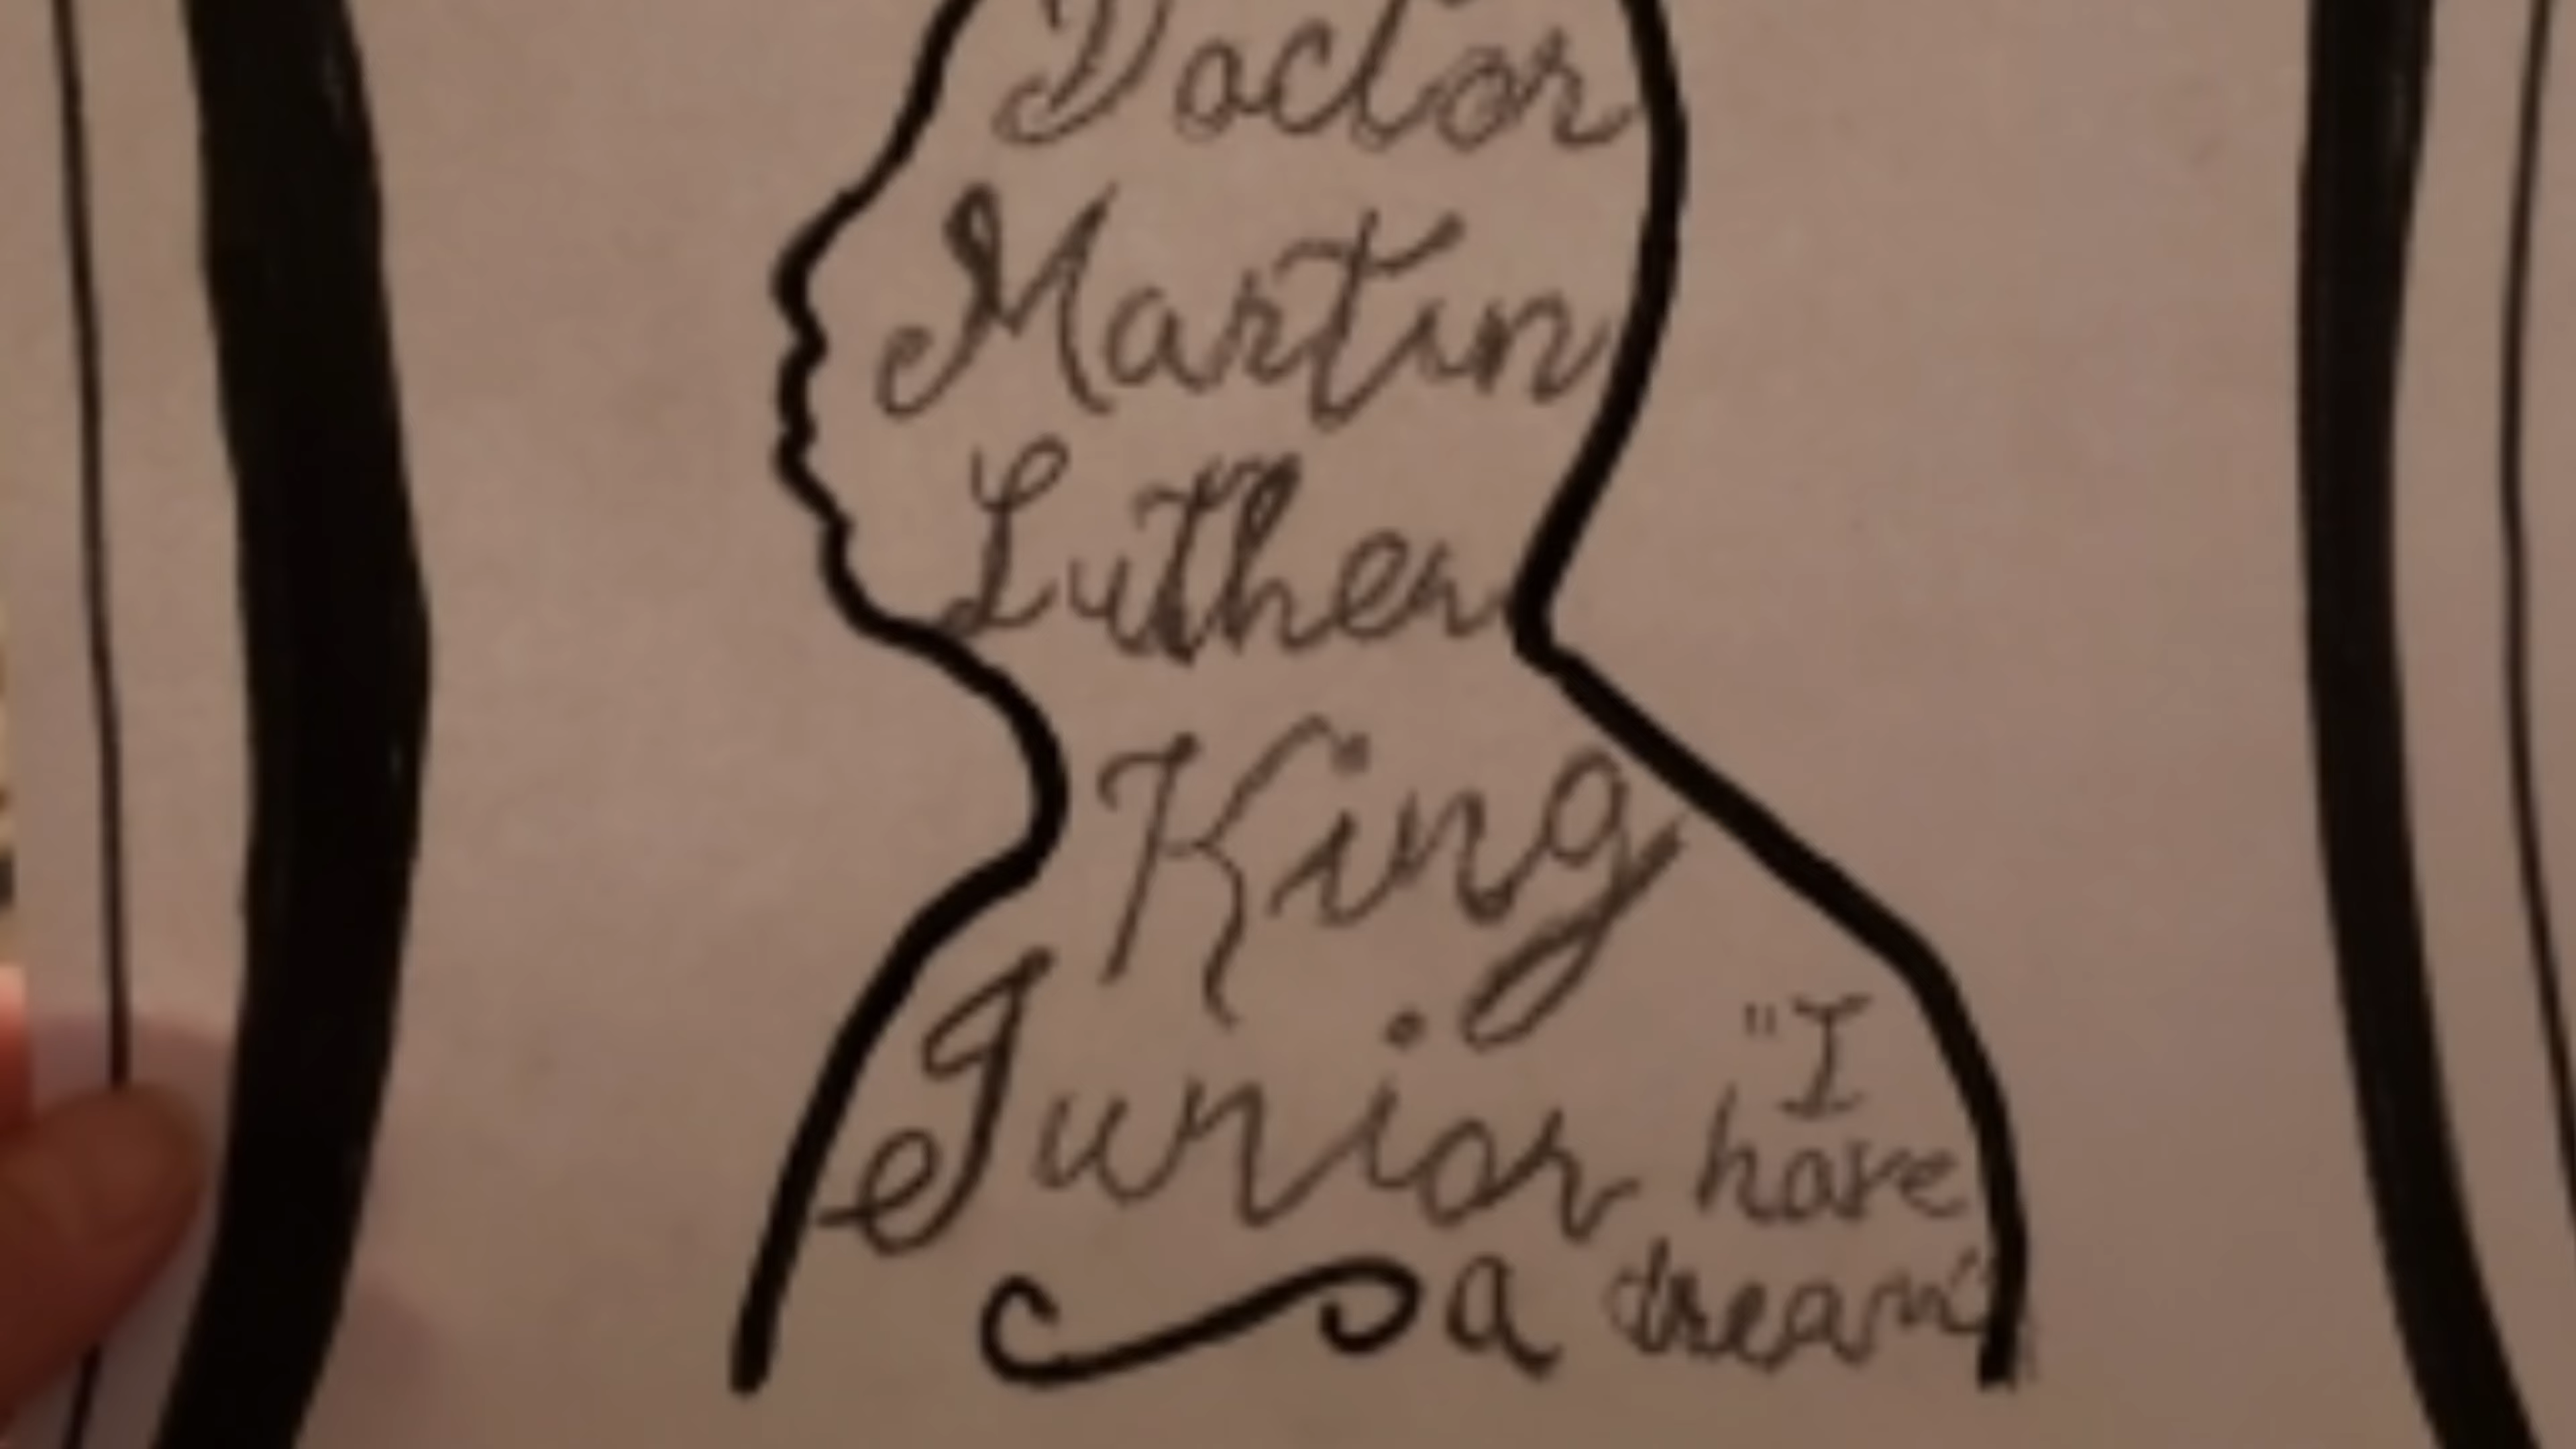 Doctor
Martin
Luther
King
Junior
"I
have
a dream"